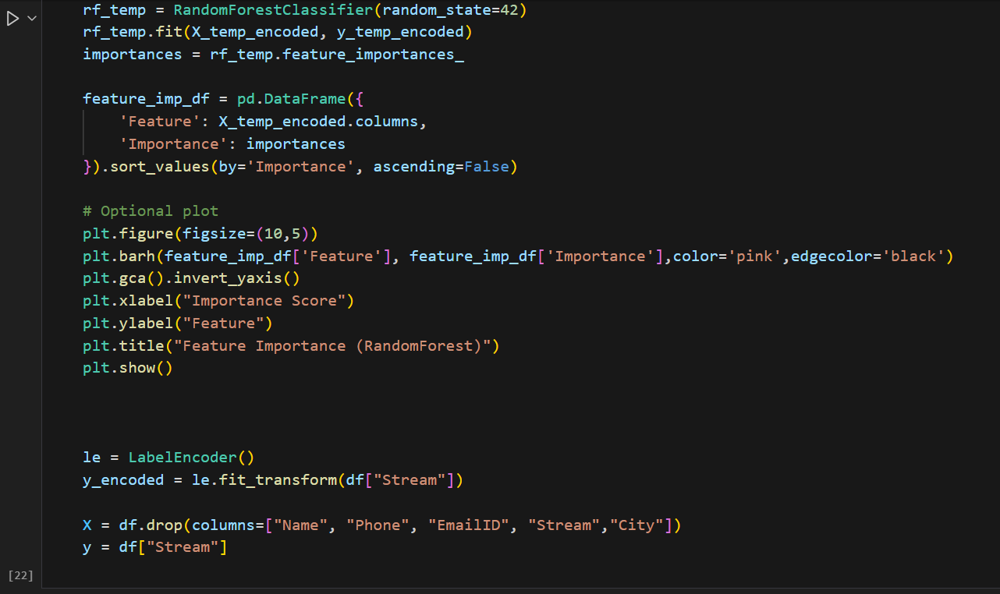 rf_temp = RandomForestClassifier(random_state=42)
rf_temp.fit(X_temp_encoded, y_temp_encoded)
importances = rf_temp.feature_importances_
feature_imp_df = pd.DataFrame({
    'Feature': X_temp_encoded.columns,
    'Importance': importances
}).sort_values(by='Importance', ascending=False)
# Optional plot
plt.figure(figsize=(10,5))
plt.barh(feature_imp_df['Feature'], feature_imp_df['Importance'],color='pink',edgecolor='black')
plt.gca().invert_yaxis()
plt.xlabel("Importance Score")
plt.ylabel("Feature")
plt.title("Feature Importance (RandomForest)")
plt.show()
le = LabelEncoder()
y_encoded = le.fit_transform(df["Stream"])
X = df.drop(columns=["Name", "Phone", "EmailID", "Stream","City"])
y = df["Stream"]
[22]